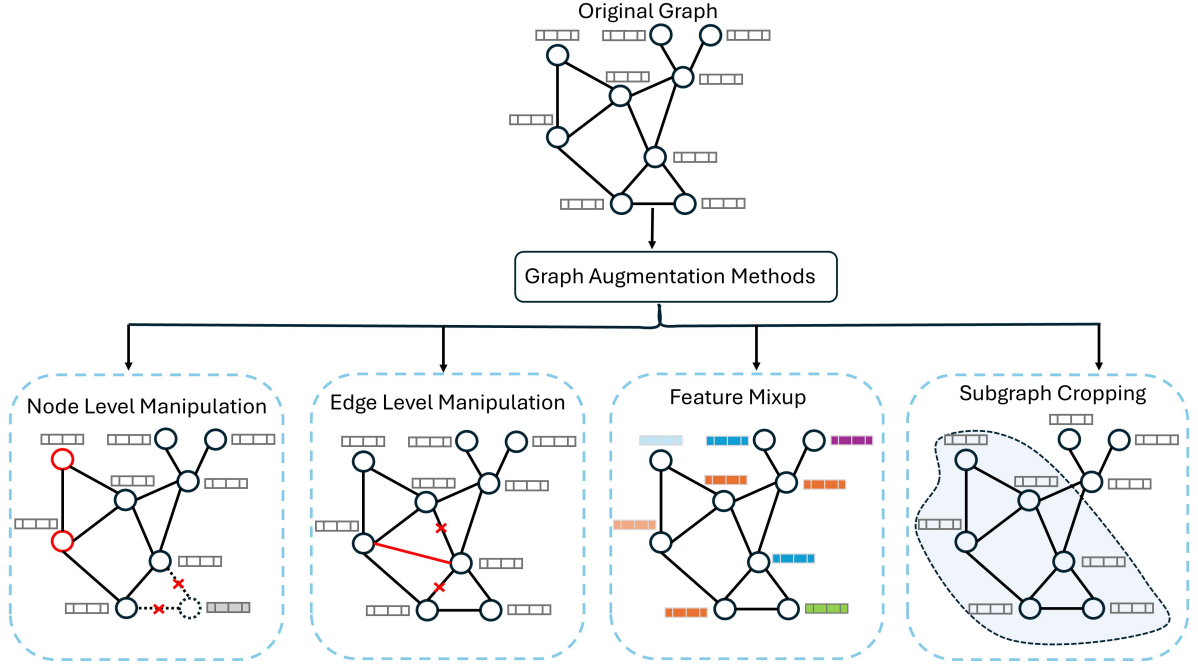 Original Graph
Graph Augmentation Methods
Node Level Manipulation
Edge Level Manipulation
Feature Mixup
Subgraph Cropping